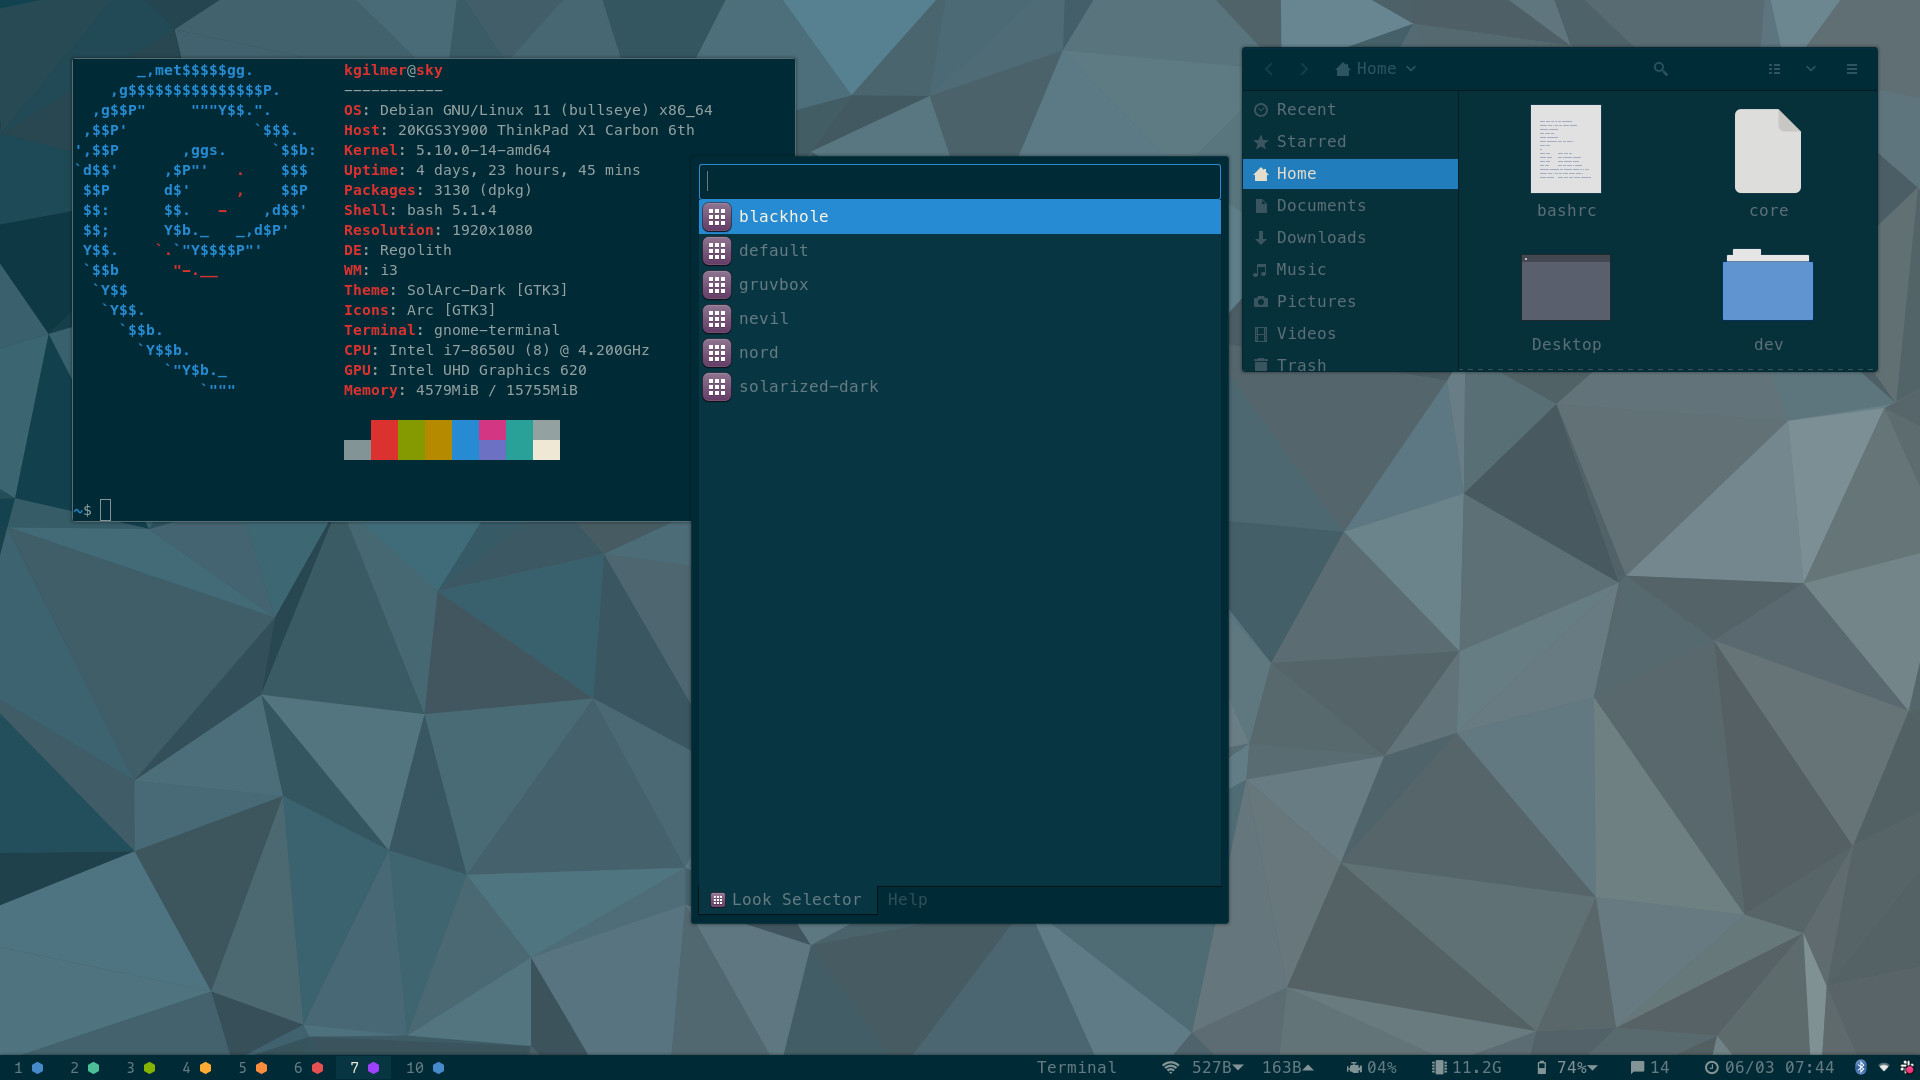 _,met$$$$$gg.
,g$$$$$$$$$$$$$$$P.
,g$$P"     """Y$$.".
,$$P'              `$$$.
',$$P       ,ggs.     `$$b:
`d$$'     ,$P"'   .    $$$
$$P      d$'     ,    $$P
$$:      $$.   -    ,d$$'
$$;      Y$b._   _,d$P'
Y$$.    `.`"Y$$$$P"'
`$$b      "-.__
`Y$$
`Y$$.
`$$b.
`Y$$b.
`"Y$b._
`"""
kgilmer@sky
-----------
OS: Debian GNU/Linux 11 (bullseye) x86_64
Host: 20KGS3Y900 ThinkPad X1 Carbon 6th
Kernel: 5.10.0-14-amd64
Uptime: 4 days, 23 hours, 45 mins
Packages: 3130 (dpkg)
Shell: bash 5.1.4
Resolution: 1920x1080
DE: Regolith
WM: i3
Theme: SolArc-Dark [GTK3]
Icons: Arc [GTK3]
Terminal: gnome-terminal
CPU: Intel i7-8650U (8) @ 4.200GHz
GPU: Intel UHD Graphics 620
Memory: 4579MiB / 15755MiB
~$
blackhole
default
gruvbox
nevil
nord
solarized-dark
Look Selector Help
Home
Recent
Starred
Home
Documents
Downloads
Music
Pictures
Videos
Trash
bashrc core
Desktop dev
1 2 3 4 5 6 7 10 Terminal 527B 163B 04% 11.2G 74% 14 06/03 07:44